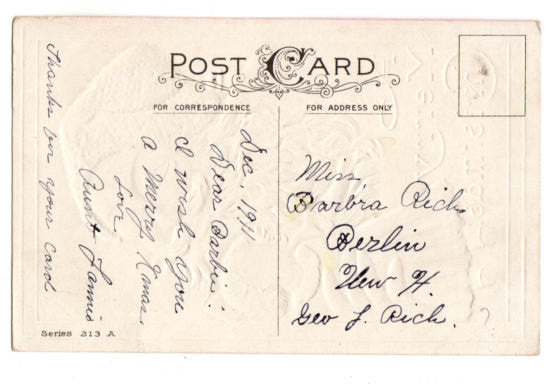 POST CARD
FOR CORRESPONDENCE
FOR ADDRESS ONLY
Dec, 1911
Dear Barbie:
I wish you
a Merry Xmas.
Love
Aunt Fannie
Thanks for your card
Miss
Barbra Rich
Berlin
New H.
Geo J. Rich. ?
Series 213 A